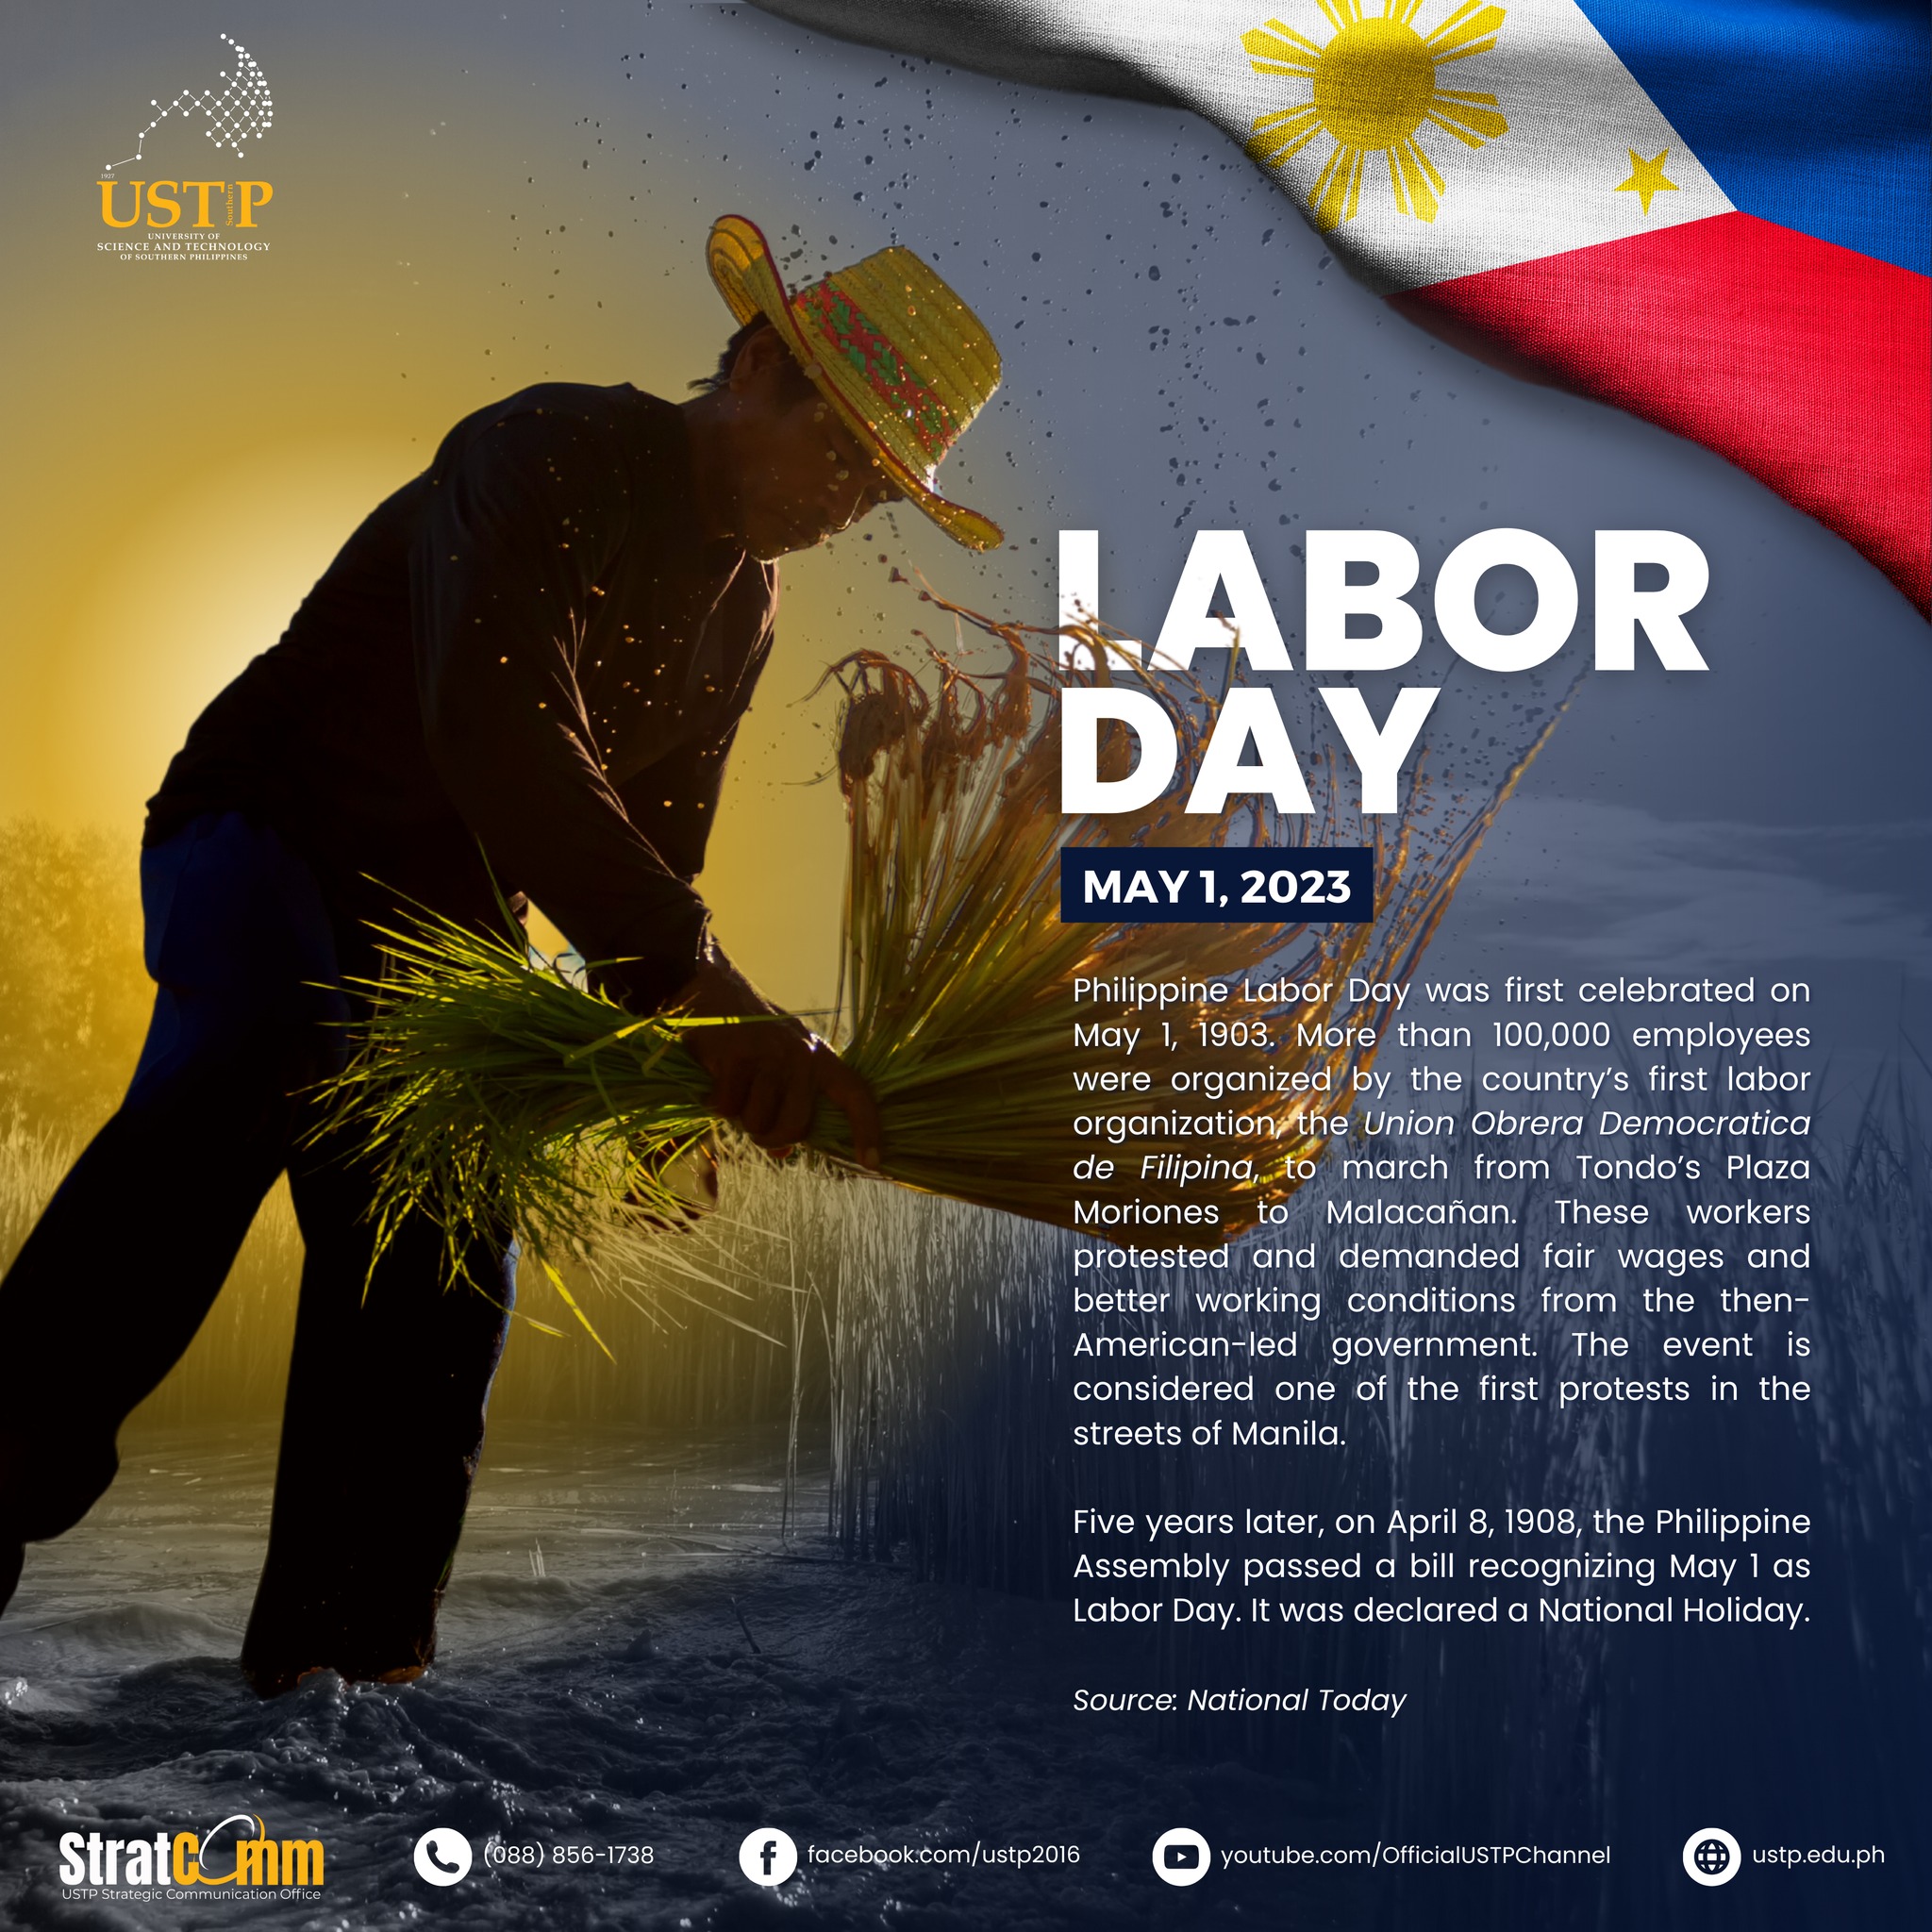 1927
USTP
Southern
UNIVERSITY OF
SCIENCE AND TECHNOLOGY
OF SOUTHERN PHILIPPINES
LABOR
DAY
MAY 1, 2023
Philippine Labor Day was first celebrated on
May 1, 1903. More than 100,000 employees
were organized by the country’s first labor
organization, the Union Obrera Democratica
de Filipina, to march from Tondo’s Plaza
Moriones to Malacañan. These workers
protested and demanded fair wages and
better working conditions from the then-
American-led government. The event is
considered one of the first protests in the
streets of Manila.
Five years later, on April 8, 1908, the Philippine
Assembly passed a bill recognizing May 1 as
Labor Day. It was declared a National Holiday.
Source: National Today
StratComm
USTP Strategic Communication Office
(088) 856-1738
facebook.com/ustp2016
youtube.com/OfficialUSTPChannel
ustp.edu.ph